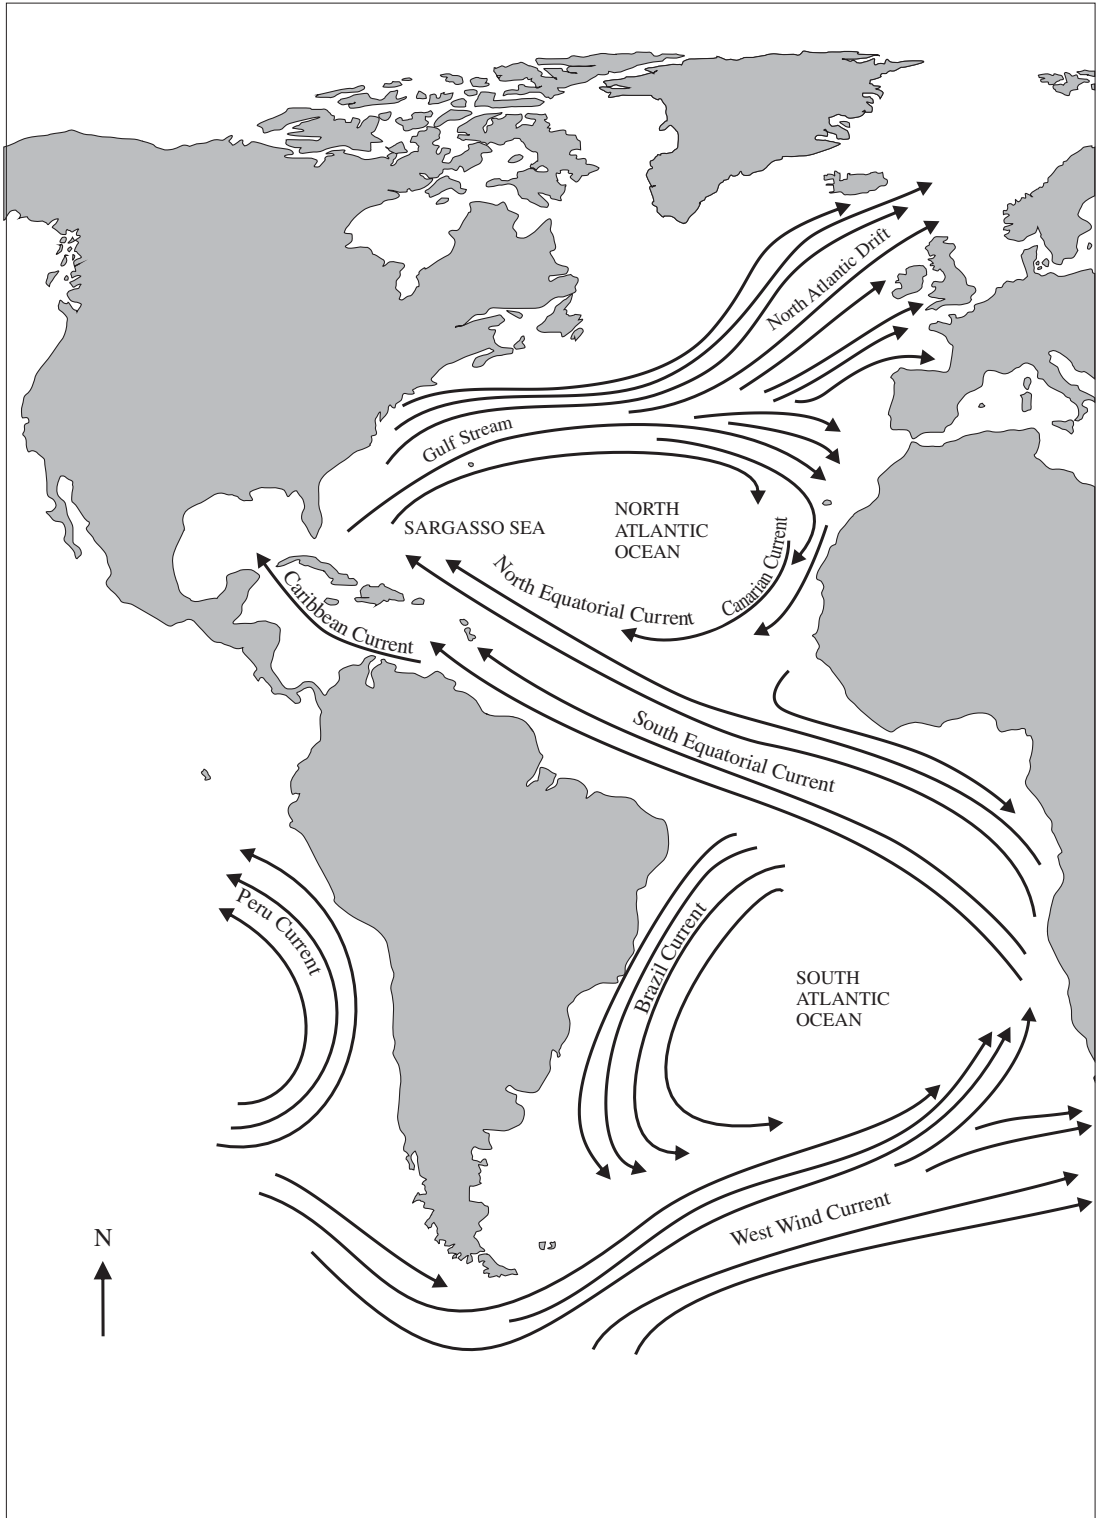 North Atlantic Drift
Gulf Stream
NORTH
ATLANTIC
OCEAN
SARGASSO SEA
Canarian Current
North Equatorial Current
Caribbean Current
South Equatorial Current
Peru Current
Brazil Current
SOUTH
ATLANTIC
OCEAN
West Wind Current
N